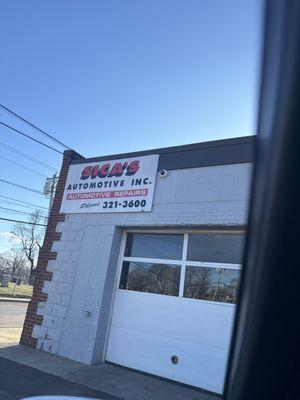 SICA'S
AUTOMOTIVE INC.
AUTOMOTIVE REPAIRS
Phone 321-3600